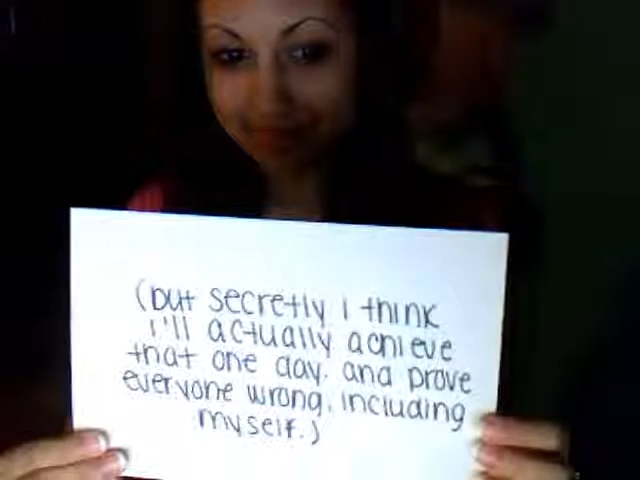 (but secretly i think
i'll actually achieve
that one day. and prove
everyone wrong. including
myself.)